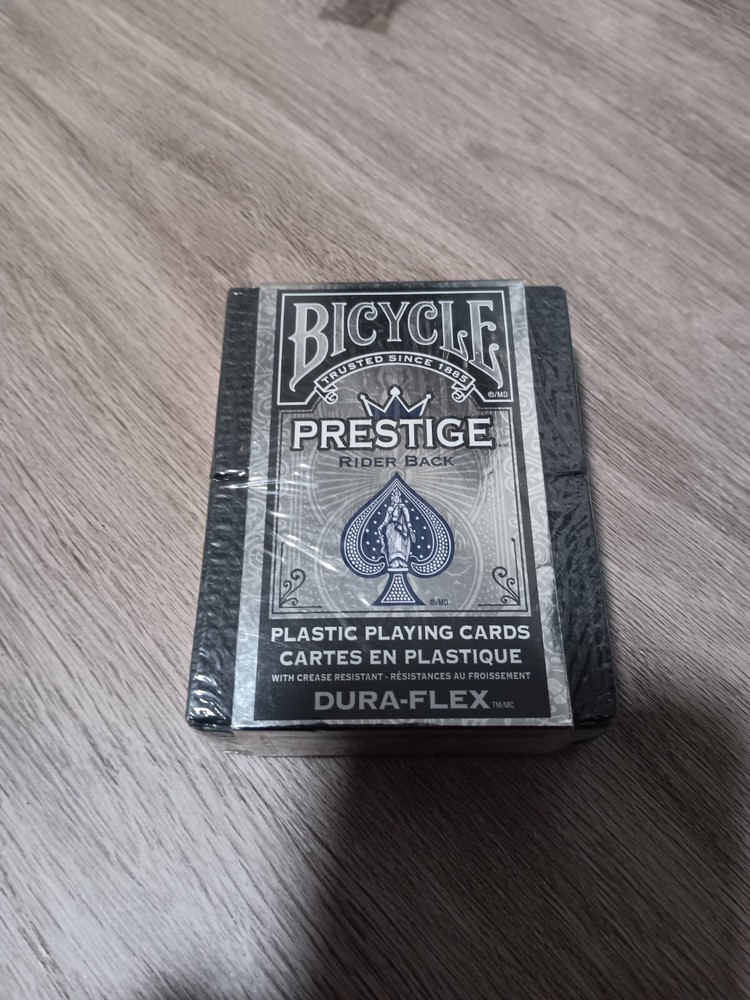 BICYCLE
TRUSTED SINCE 1885
®/MD
PRESTIGE
RIDER BACK
®/MD
PLASTIC PLAYING CARDS
CARTES EN PLASTIQUE
WITH CREASE RESISTANT - RÉSISTANCES AU FROISSEMENT
DURA-FLEX TM/MC